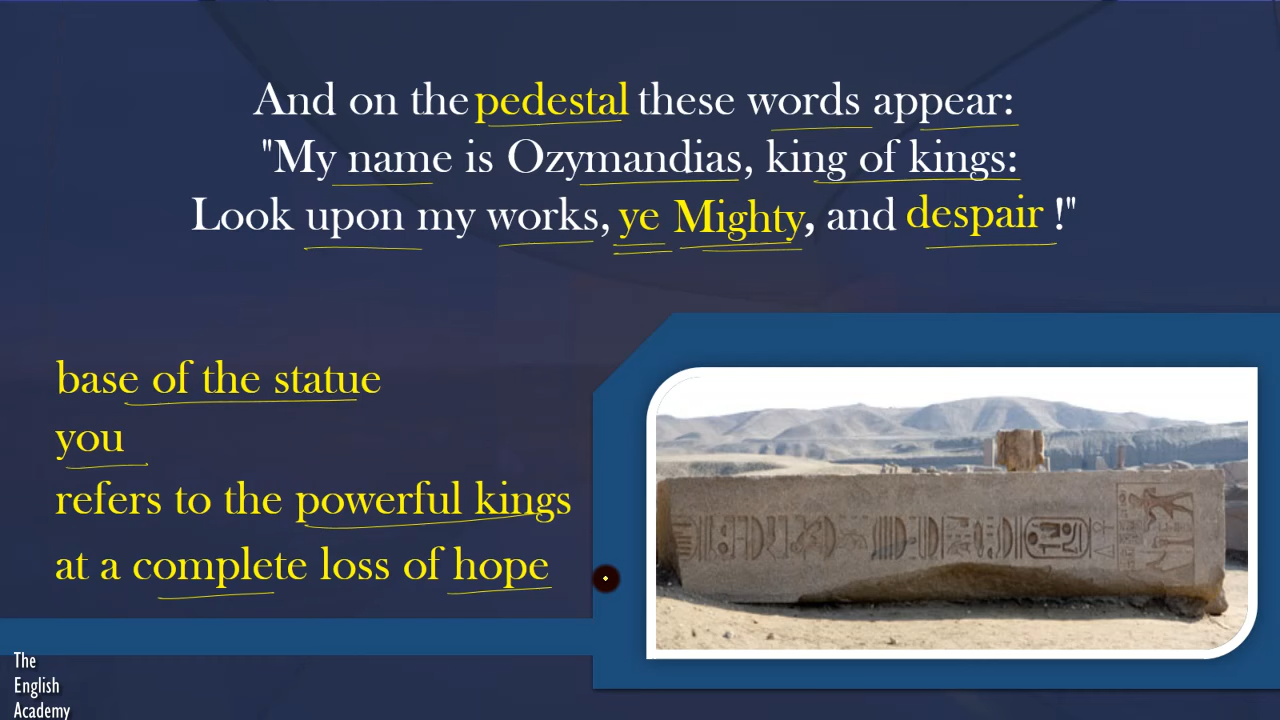 And on the pedestal these words appear:
"My name is Ozymandias, king of kings:
Look upon my works, ye Mighty, and despair !"
base of the statue
you
refers to the powerful kings
at a complete loss of hope
The
English
Academy